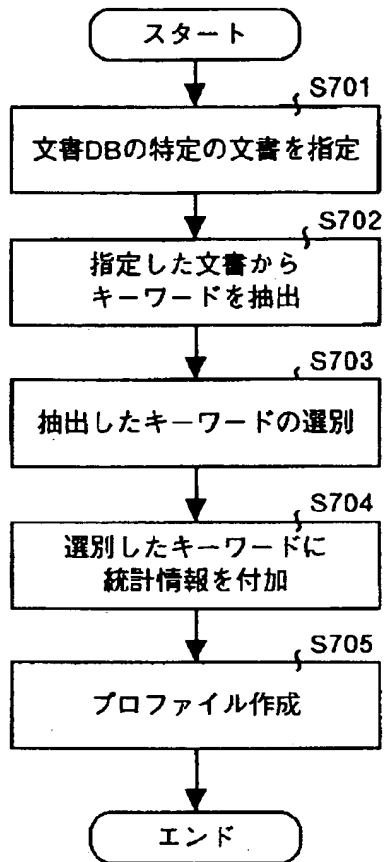 スタート
S701
文書DBの特定の文書を指定
S702
指定した文書から
キーワードを抽出
S703
抽出したキーワードの選別
S704
選別したキーワードに
統計情報を付加
S705
プロファイル作成
エンド